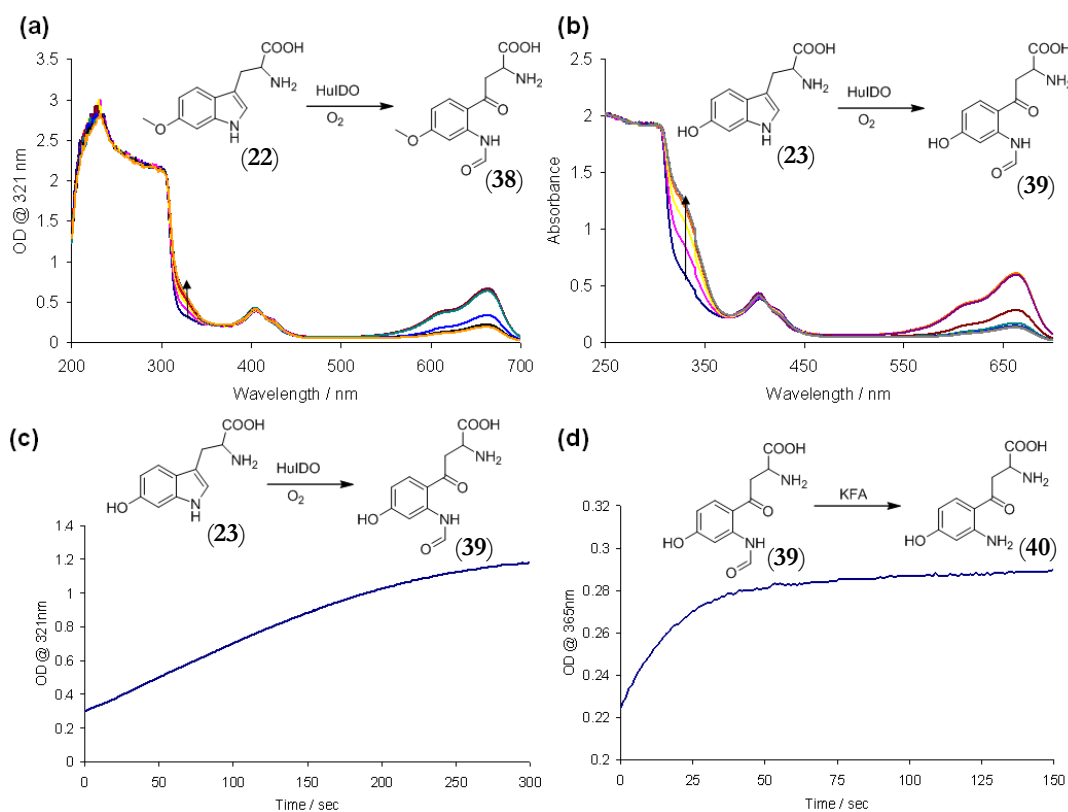 (a)
OD @ 321 nm
3.5
3
2.5
2
1.5
1
0.5
0
200
300
400
500
600
700
Wavelength / nm
COOH
NH2
O
N
H
(22)
HuIDO
O2
COOH
NH2
O
O
NH
O
(38)
(b)
Absorbance
2.5
2
1.5
1
0.5
0
250
350
450
550
650
Wavelength / nm
COOH
NH2
HO
N
H
(23)
HuIDO
O2
COOH
NH2
O
HO
NH
O
(39)
(c)
OD @ 321nm
1.4
1.2
1
0.8
0.6
0.4
0.2
0
0
50
100
150
200
250
300
Time / sec
COOH
NH2
HO
N
H
(23)
HuIDO
O2
COOH
NH2
O
HO
NH
O
(39)
(d)
OD @ 365nm
0.32
0.3
0.28
0.26
0.24
0.22
0.2
0
25
50
75
100
125
150
Time / sec
COOH
NH2
O
HO
NH
O
(39)
KFA
COOH
NH2
O
HO
NH2
(40)